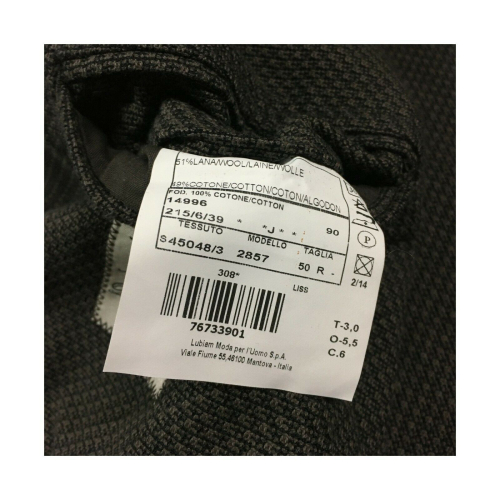 51%LANA/WOOL/LAINE/WOLLE
49%COTONE/COTTON/COTON/ALGODON
FOD. 100% COTONE/COTTON
14996
215/6/39 * *J* * 90
TESSUTO MODELLO TAGLIA
S45048/3 2857 50 R -
308* LISS
76733901
Lubiam Moda per l'Uomo S.p.A.
Viale Fiume 55,46100 Mantova - Italia
P
2/14
T-3,0
O-5,5
C.6